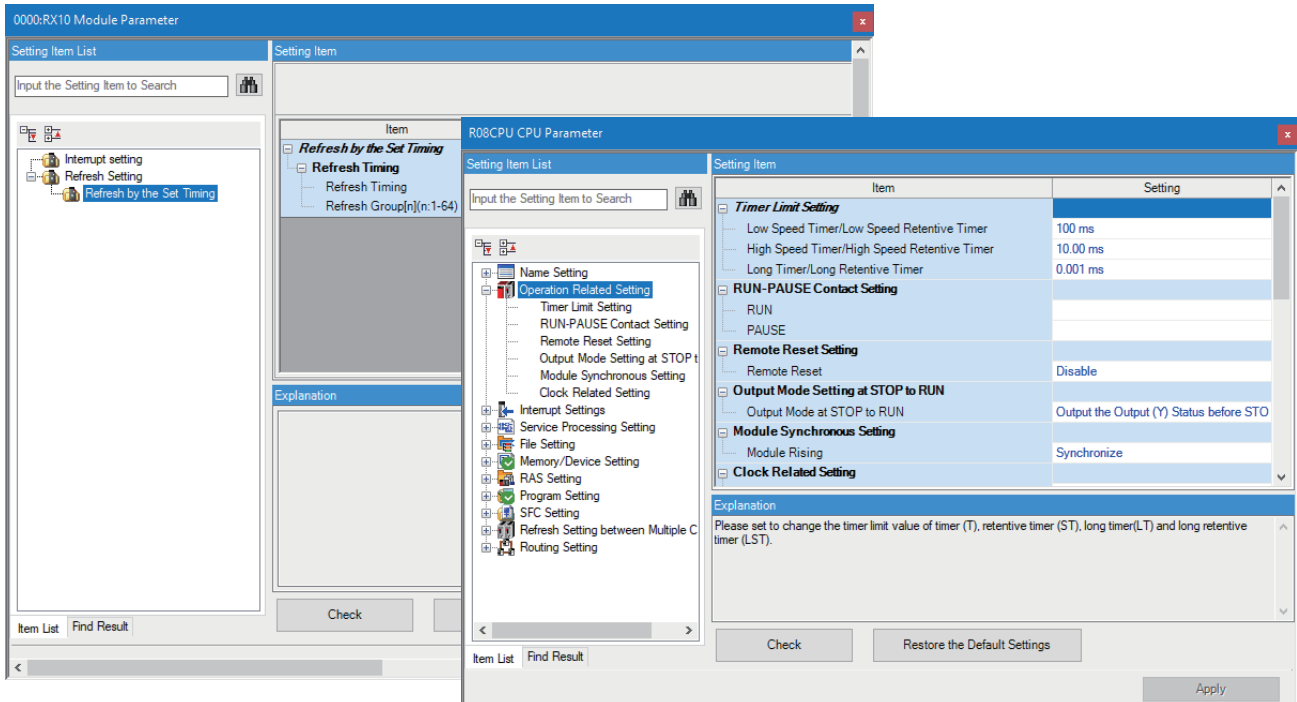 0000:RX10 Module Parameter
x
Setting Item List
Setting Item
Input the Setting Item to Search
Interrupt setting
Refresh Setting
Refresh by the Set Timing
Item
Refresh by the Set Timing
Refresh Timing
Refresh Timing
Refresh Group[n](n:1-64)
Explanation
Check
Item List
Find Result
R08CPU CPU Parameter
x
Setting Item List
Setting Item
Input the Setting Item to Search
Name Setting
Operation Related Setting
Timer Limit Setting
RUN-PAUSE Contact Setting
Remote Reset Setting
Output Mode Setting at STOP t
Module Synchronous Setting
Clock Related Setting
Interrupt Settings
Service Processing Setting
File Setting
Memory/Device Setting
RAS Setting
Program Setting
SFC Setting
Refresh Setting between Multiple C
Routing Setting
Item List
Find Result
Item Setting
Timer Limit Setting
Low Speed Timer/Low Speed Retentive Timer 100 ms
High Speed Timer/High Speed Retentive Timer 10.00 ms
Long Timer/Long Retentive Timer 0.001 ms
RUN-PAUSE Contact Setting
RUN
PAUSE
Remote Reset Setting
Remote Reset Disable
Output Mode Setting at STOP to RUN
Output Mode at STOP to RUN Output the Output (Y) Status before STO
Module Synchronous Setting
Module Rising Synchronize
Clock Related Setting
Explanation
Please set to change the timer limit value of timer (T), retentive timer (ST), long timer(LT) and long retentive
timer (LST).
Check
Restore the Default Settings
Apply